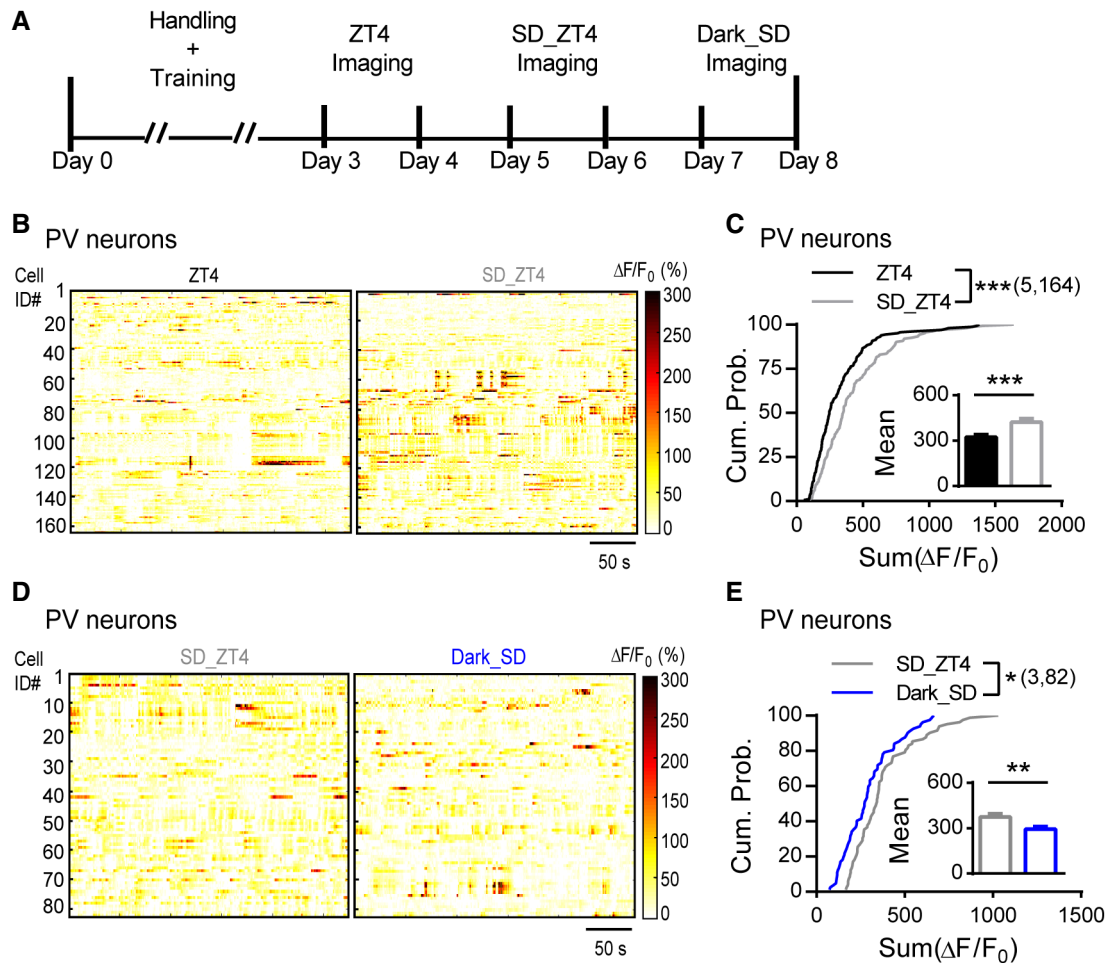 A
Handling
+
Training
ZT4
Imaging
SD_ZT4
Imaging
Dark_SD
Imaging
Day 0
Day 3
Day 4
Day 5
Day 6
Day 7
Day 8
B
PV neurons
Cell
ID#
ZT4
SD_ZT4
ΔF/F0 (%)
1
20
40
60
80
100
120
140
160
300
250
200
150
100
50
0
50 s
C
PV neurons
ZT4
SD_ZT4
***(5,164)
Cum. Prob.
100
75
50
25
0
0
500
1000
1500
2000
Sum(ΔF/F0)
Mean
600
300
0
***
D
PV neurons
Cell
ID#
SD_ZT4
Dark_SD
ΔF/F0 (%)
1
10
20
30
40
50
60
70
80
300
250
200
150
100
50
0
50 s
E
PV neurons
SD_ZT4
Dark_SD
*(3,82)
Cum. Prob.
100
80
60
40
20
0
0
500
1000
1500
Sum(ΔF/F0)
Mean
600
300
0
**